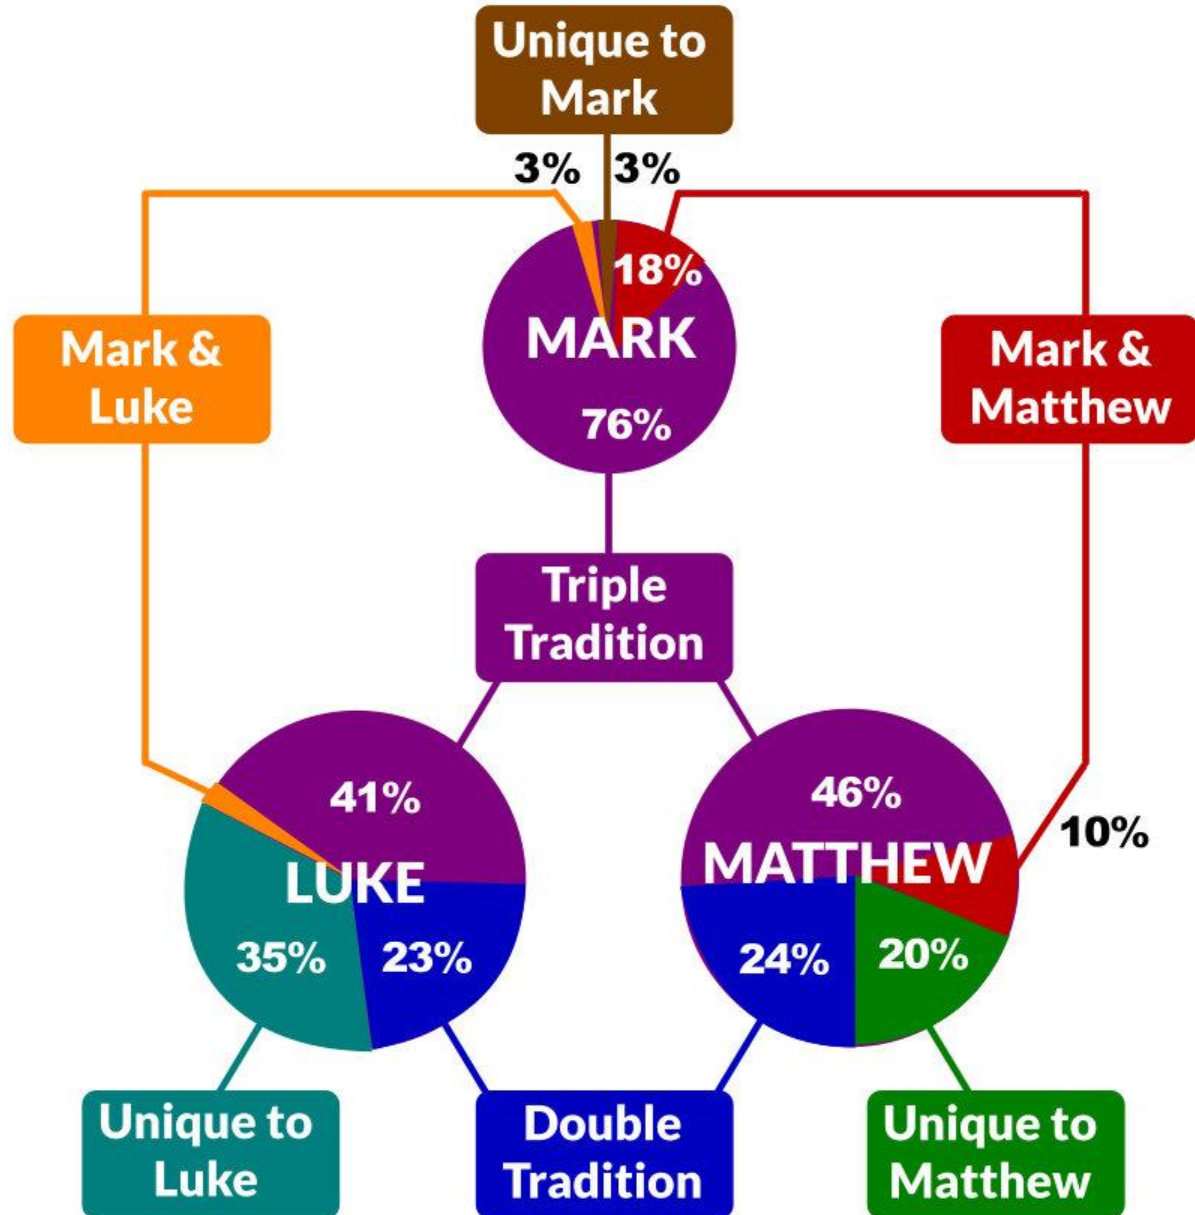 Unique to
Mark
3% 3%
18%
MARK
76%
Mark &
Luke
Mark &
Matthew
Triple
Tradition
41%
LUKE
35% 23%
46%
10%
MATTHEW
24% 20%
Unique to
Luke
Double
Tradition
Unique to
Matthew